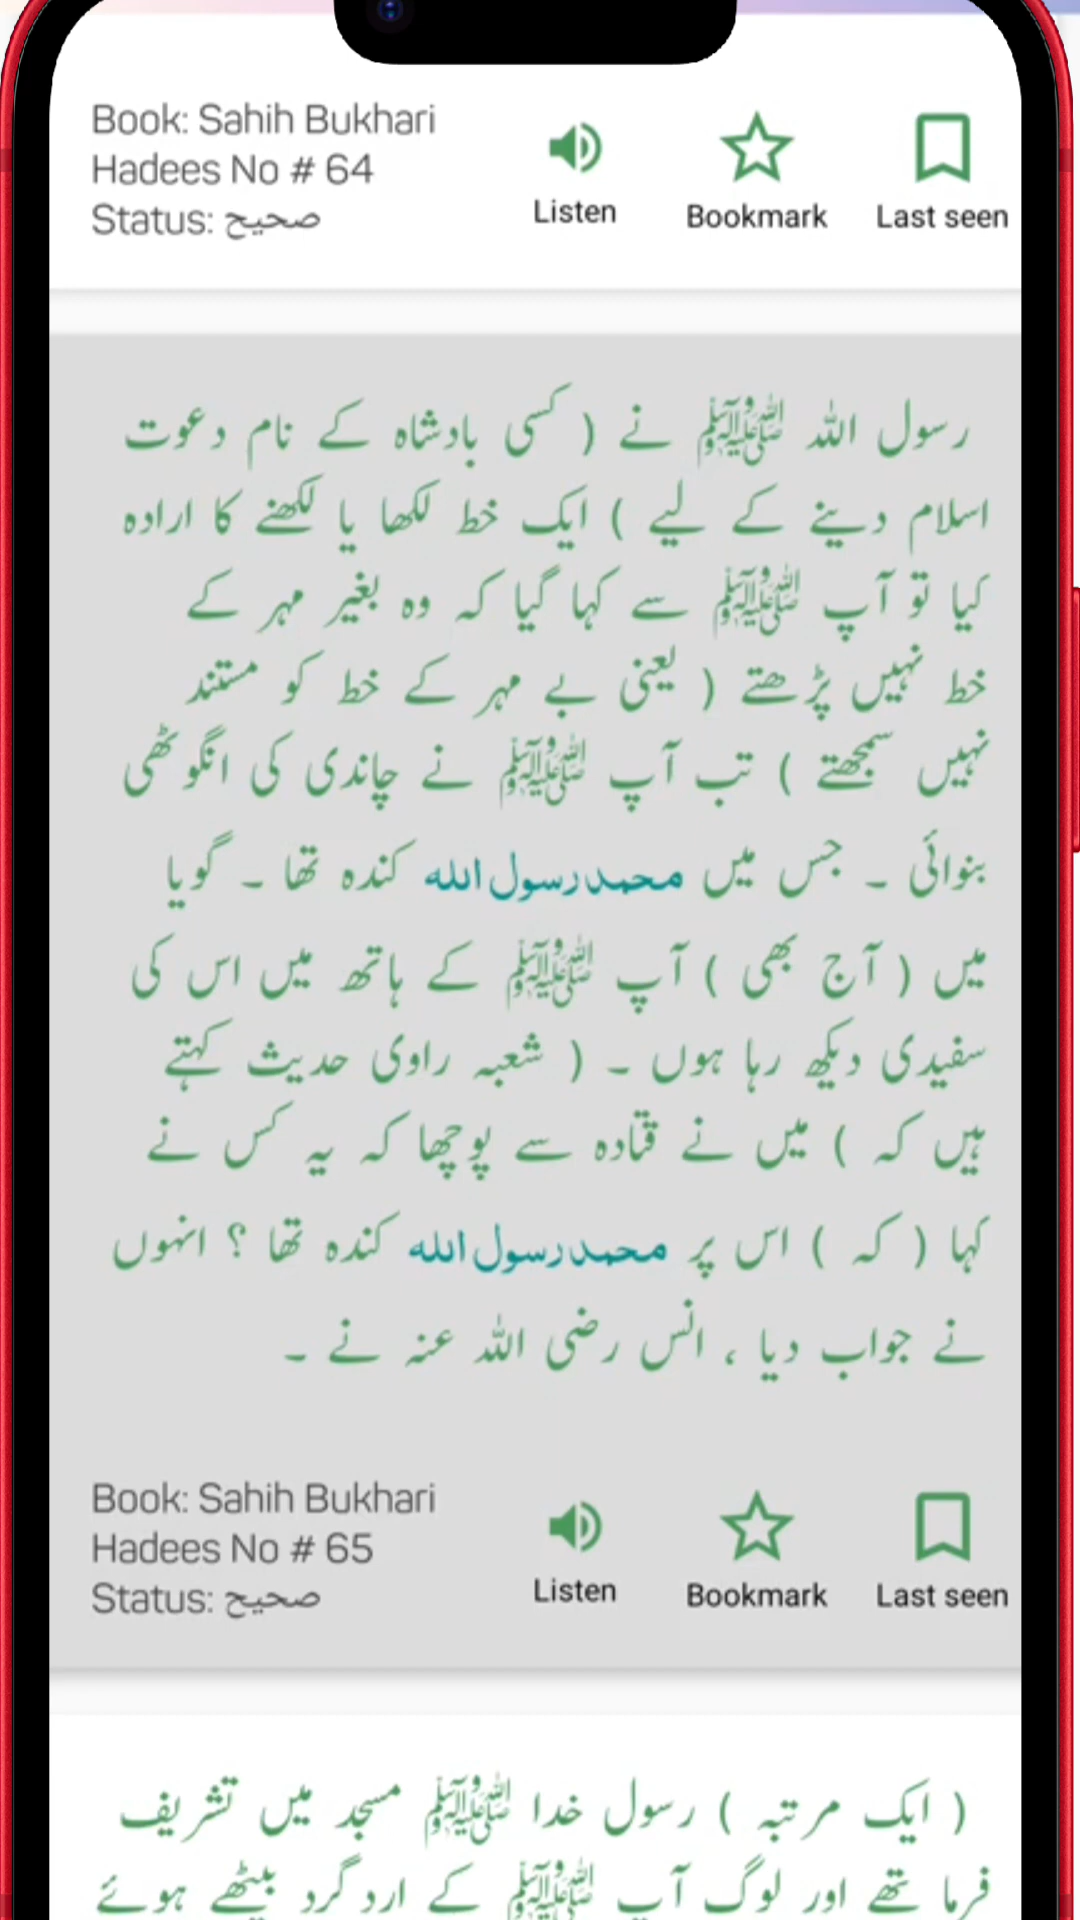 Book: Sahih Bukhari
Hadees No # 64
Status: صحیح
Listen
Bookmark
Last seen
رسول اللہ ﷺ نے ( کسی بادشاہ کے نام دعوت
اسلام دینے کے لیے ) ایک خط لکھا یا لکھنے کا ارادہ
کیا تو آپ ﷺ سے کہا گیا کہ وہ بغیر مہر کے
خط نہیں پڑھتے ( یعنی بے مہر کے خط کو مستند
نہیں سمجھتے ) تب آپ ﷺ نے چاندی کی انگوٹھی
بنوائی ۔ جس میں محمد رسول الله کندہ تھا ۔ گویا
میں ( آج بھی ) آپ ﷺ کے ہاتھ میں اس کی
سفیدی دیکھ رہا ہوں ۔ ( شعبہ راوی حدیث کہتے
ہیں کہ ) میں نے قتادہ سے پوچھا کہ یہ کس نے
کہا ( کہ ) اس پر محمد رسول الله کندہ تھا ؟ انہوں
نے جواب دیا ، انس رضی اللہ عنہ نے ۔
Book: Sahih Bukhari
Hadees No # 65
Status: صحیح
Listen
Bookmark
Last seen
( ایک مرتبہ ) رسول خدا ﷺ مسجد میں تشریف
فرما تھے اور لوگ آپ ﷺ کے ارد گرد بیٹھے ہوئے